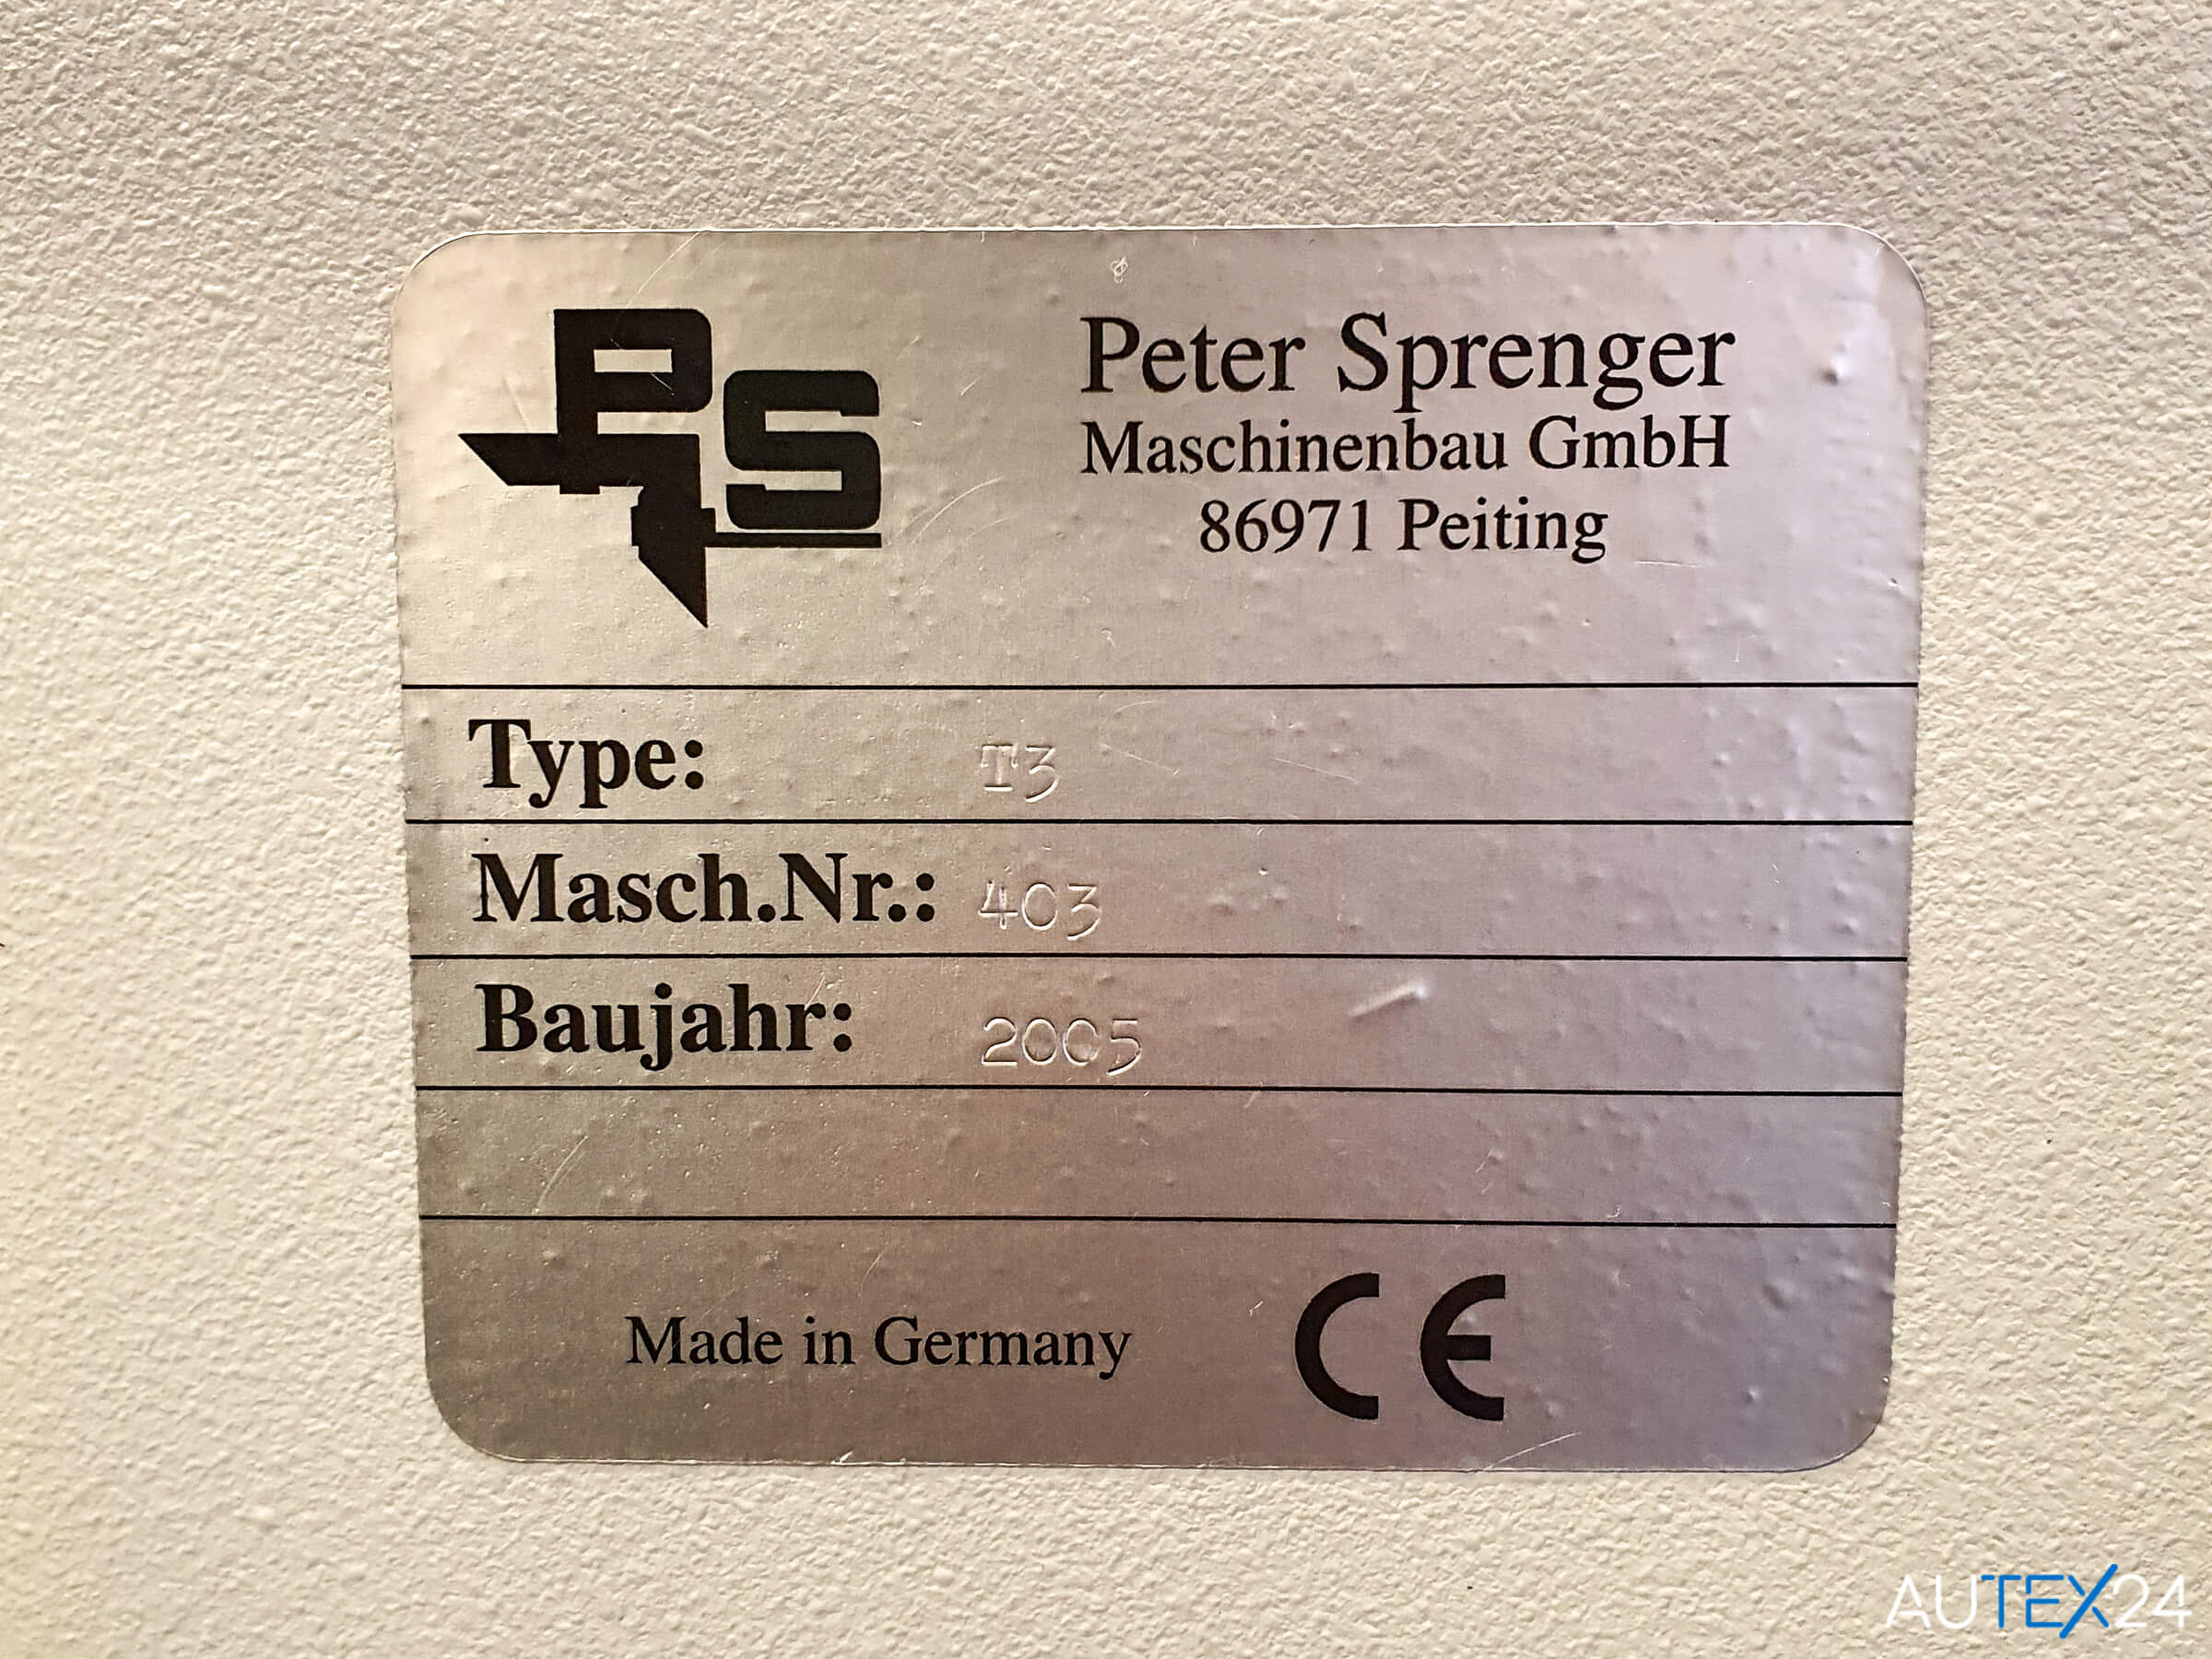 PS
Peter Sprenger
Maschinenbau GmbH
86971 Peiting
Type: T3
Masch.Nr.: 403
Baujahr: 2005
Made in Germany CE
AUTEX24